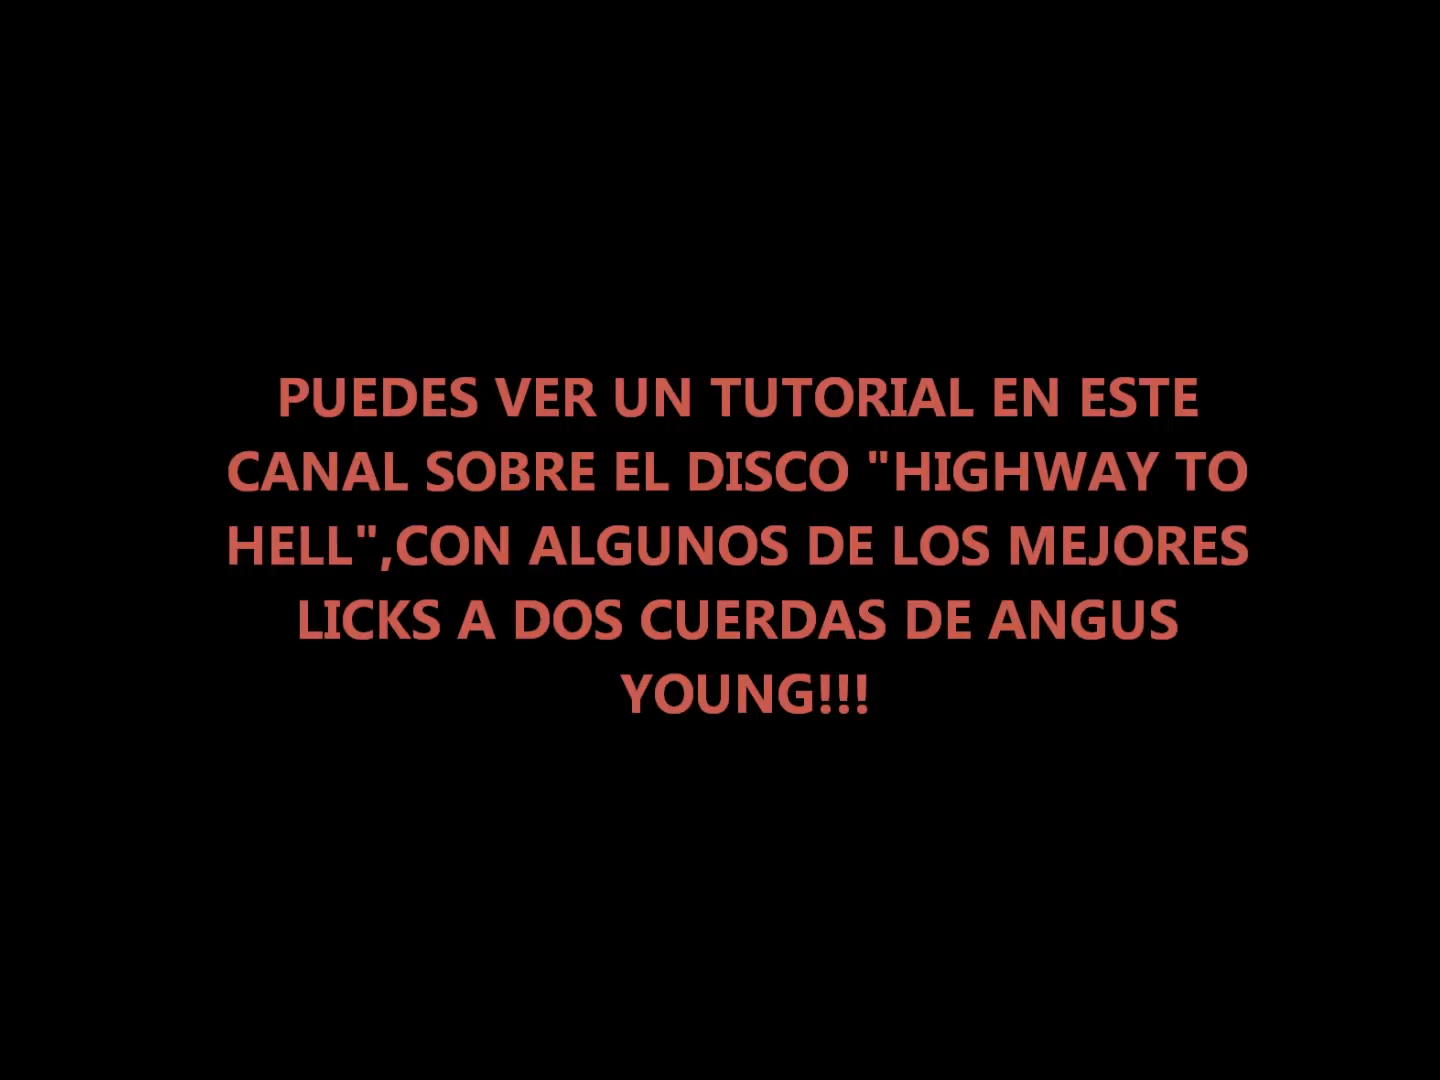 PUEDES VER UN TUTORIAL EN ESTE
CANAL SOBRE EL DISCO "HIGHWAY TO
HELL",CON ALGUNOS DE LOS MEJORES
LICKS A DOS CUERDAS DE ANGUS
YOUNG!!!